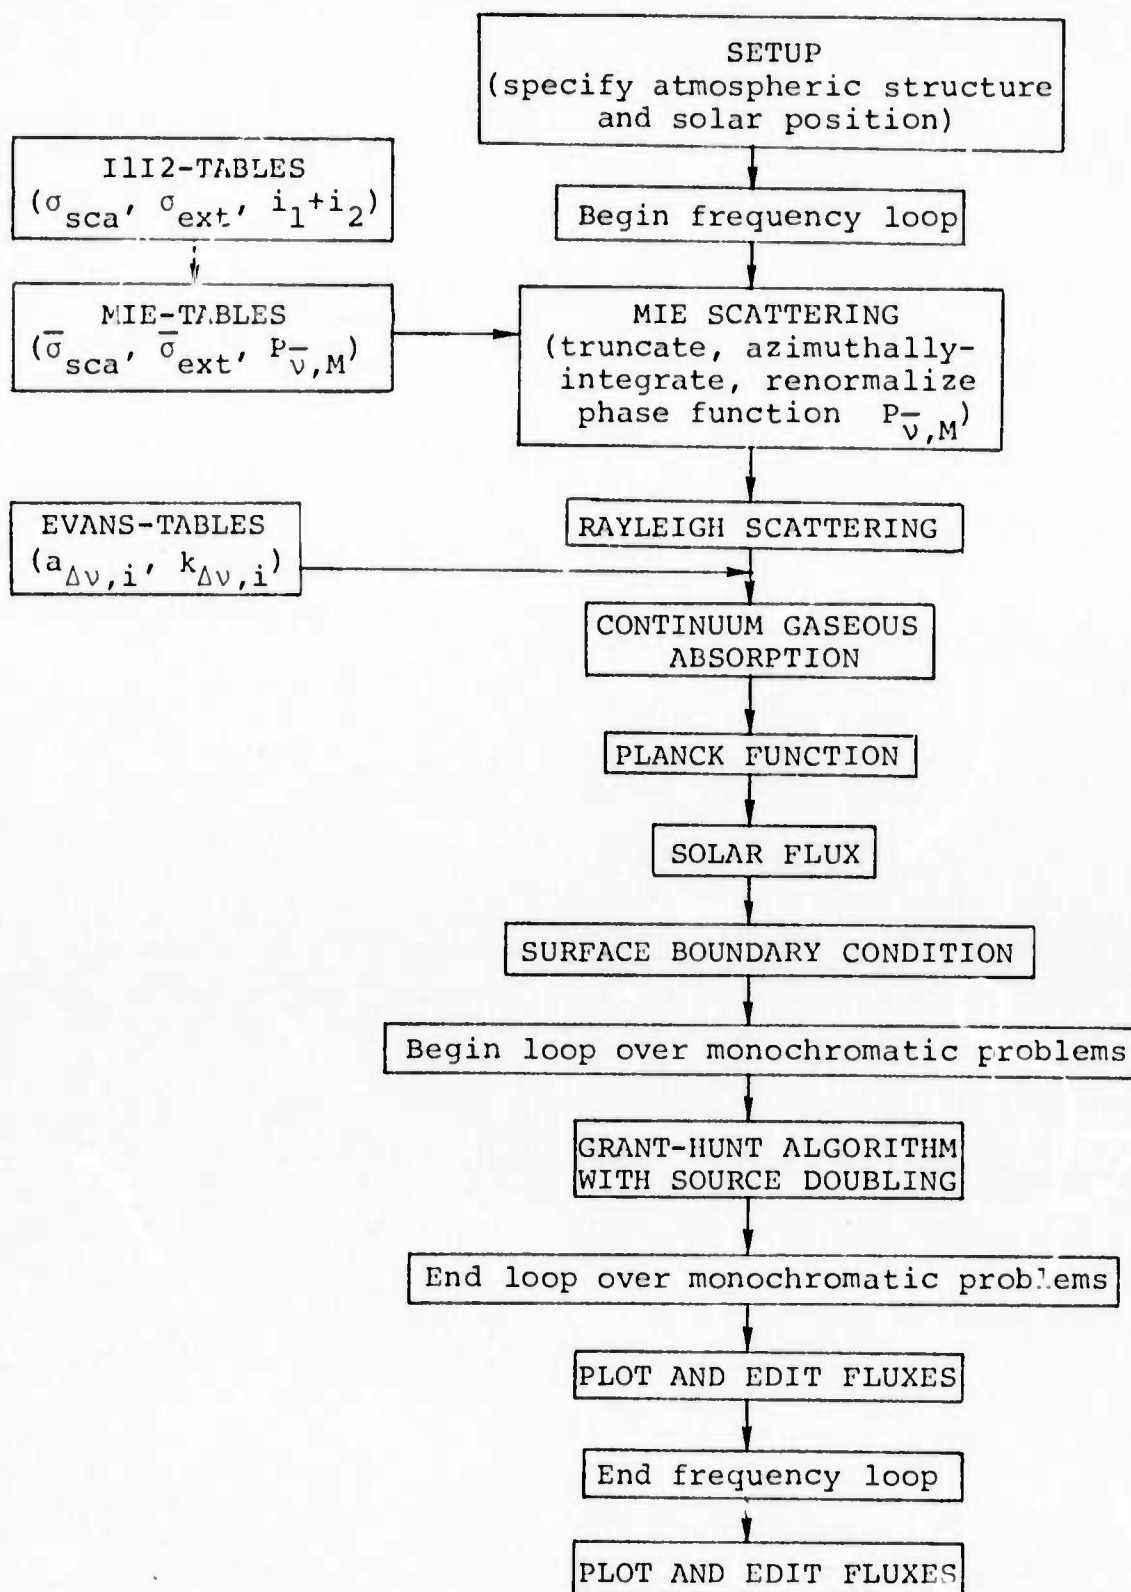 SETUP
(specify atmospheric structure
and solar position)
I1I2-TABLES
(σsca, σext, i1+i2)
Begin frequency loop
MIE-TABLES
(σ̅sca, σ̅ext, Pν̅,M)
MIE SCATTERING
(truncate, azimuthally-
integrate, renormalize
phase function Pν̅,M)
RAYLEIGH SCATTERING
EVANS-TABLES
(aΔν,i, kΔν,i)
CONTINUUM GASEOUS
ABSORPTION
PLANCK FUNCTION
SOLAR FLUX
SURFACE BOUNDARY CONDITION
Begin loop over monochromatic problems
GRANT-HUNT ALGORITHM
WITH SOURCE DOUBLING
End loop over monochromatic problems
PLOT AND EDIT FLUXES
End frequency loop
PLOT AND EDIT FLUXES